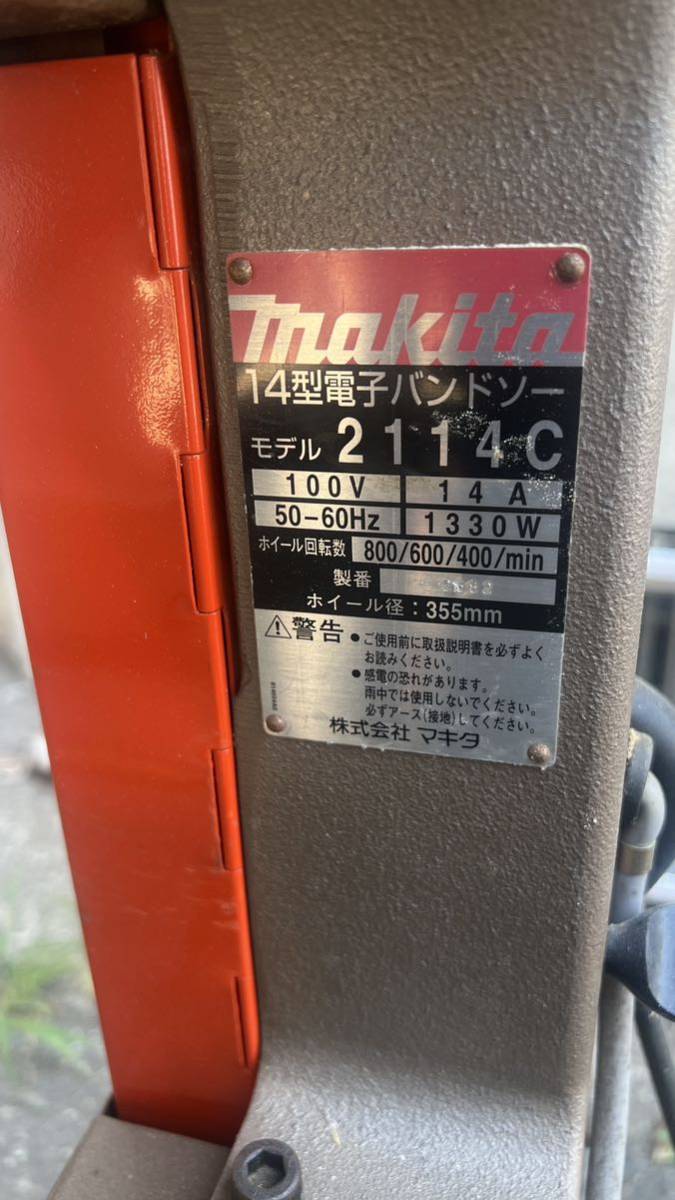 makita
14型電子バンドソー
モデル 2114C
100V 14A
50-60Hz 1330W
ホイール回転数 800/600/400/min
製番
ホイール径：355mm
⚠警告
●ご使用前に取扱説明書を必ずよく
お読みください。
●感電の恐れがあります。
雨中では使用しないでください。
必ずアース（接地）してください。
株式会社 マキタ